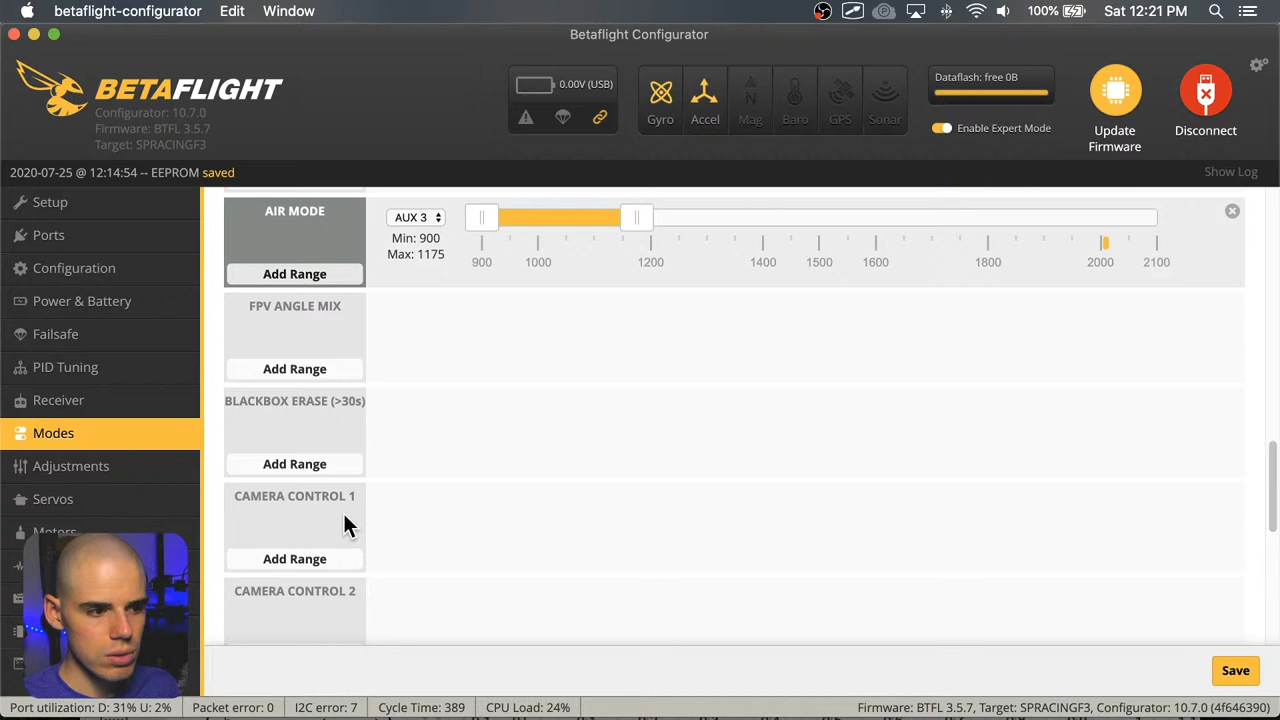 betaflight-configurator Edit Window 100% Sat 12:21 PM
Betaflight Configurator
BETAFLIGHT
Configurator: 10.7.0
Firmware: BTFL 3.5.7
Target: SPRACINGF3
0.00V (USB)
Gyro Accel Mag Baro GPS Sonar
Dataflash: free 0B
Enable Expert Mode
Update
Firmware
Disconnect
2020-07-25 @ 12:14:54 -- EEPROM saved
Show Log
Setup
Ports
Configuration
Power & Battery
Failsafe
PID Tuning
Receiver
Modes
Adjustments
Servos
Motors
AIR MODE
Add Range
AUX 3
Min: 900
Max: 1175
900 1000 1200 1400 1500 1600 1800 2000 2100
FPV ANGLE MIX
Add Range
BLACKBOX ERASE (>30s)
Add Range
CAMERA CONTROL 1
Add Range
CAMERA CONTROL 2
Save
Port utilization: D: 31% U: 2% Packet error: 0 I2C error: 7 Cycle Time: 389 CPU Load: 24% Firmware: BTFL 3.5.7, Target: SPRACINGF3, Configurator: 10.7.0 (4f646390)